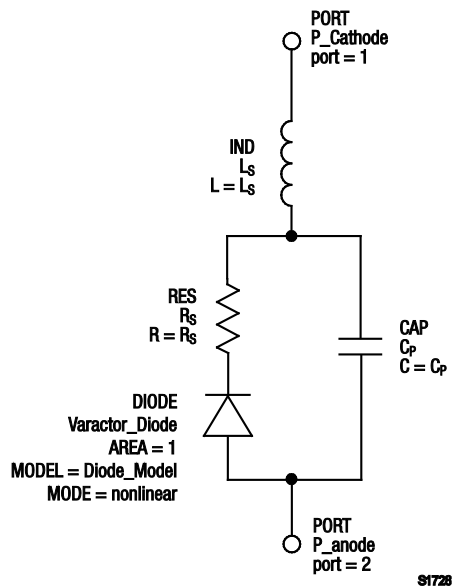 PORT
P_Cathode
port = 1
IND
LS
L = LS
RES
RS
R = RS
CAP
CP
C = CP
DIODE
Varactor_Diode
AREA = 1
MODEL = Diode_Model
MODE = nonlinear
PORT
P_anode
port = 2
S1728